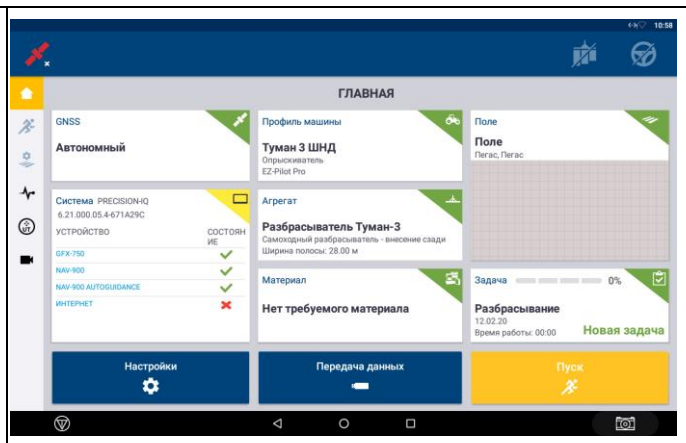 10:58
ГЛАВНАЯ
GNSS
Автономный
Система PRECISION-IQ
6.21.000.05.4-671A29C
УСТРОЙСТВО
СОСТОЯН
ИЕ
GFX-750
NAV-900
NAV-900 AUTOGUIDANCE
ИНТЕРНЕТ
Профиль машины
Туман 3 ШНД
Опрыскиватель
EZ-Pilot Pro
Агрегат
Разбрасыватель Туман-3
Самоходный разбрасыватель - внесение сзади
Ширина полосы: 28.00 м
Материал
Нет требуемого материала
Поле
Поле
Пегас, Пегас
Задача 0%
Разбрасывание
12.02.20
Время работы: 00:00
Новая задача
Настройки
Передача данных
Пуск